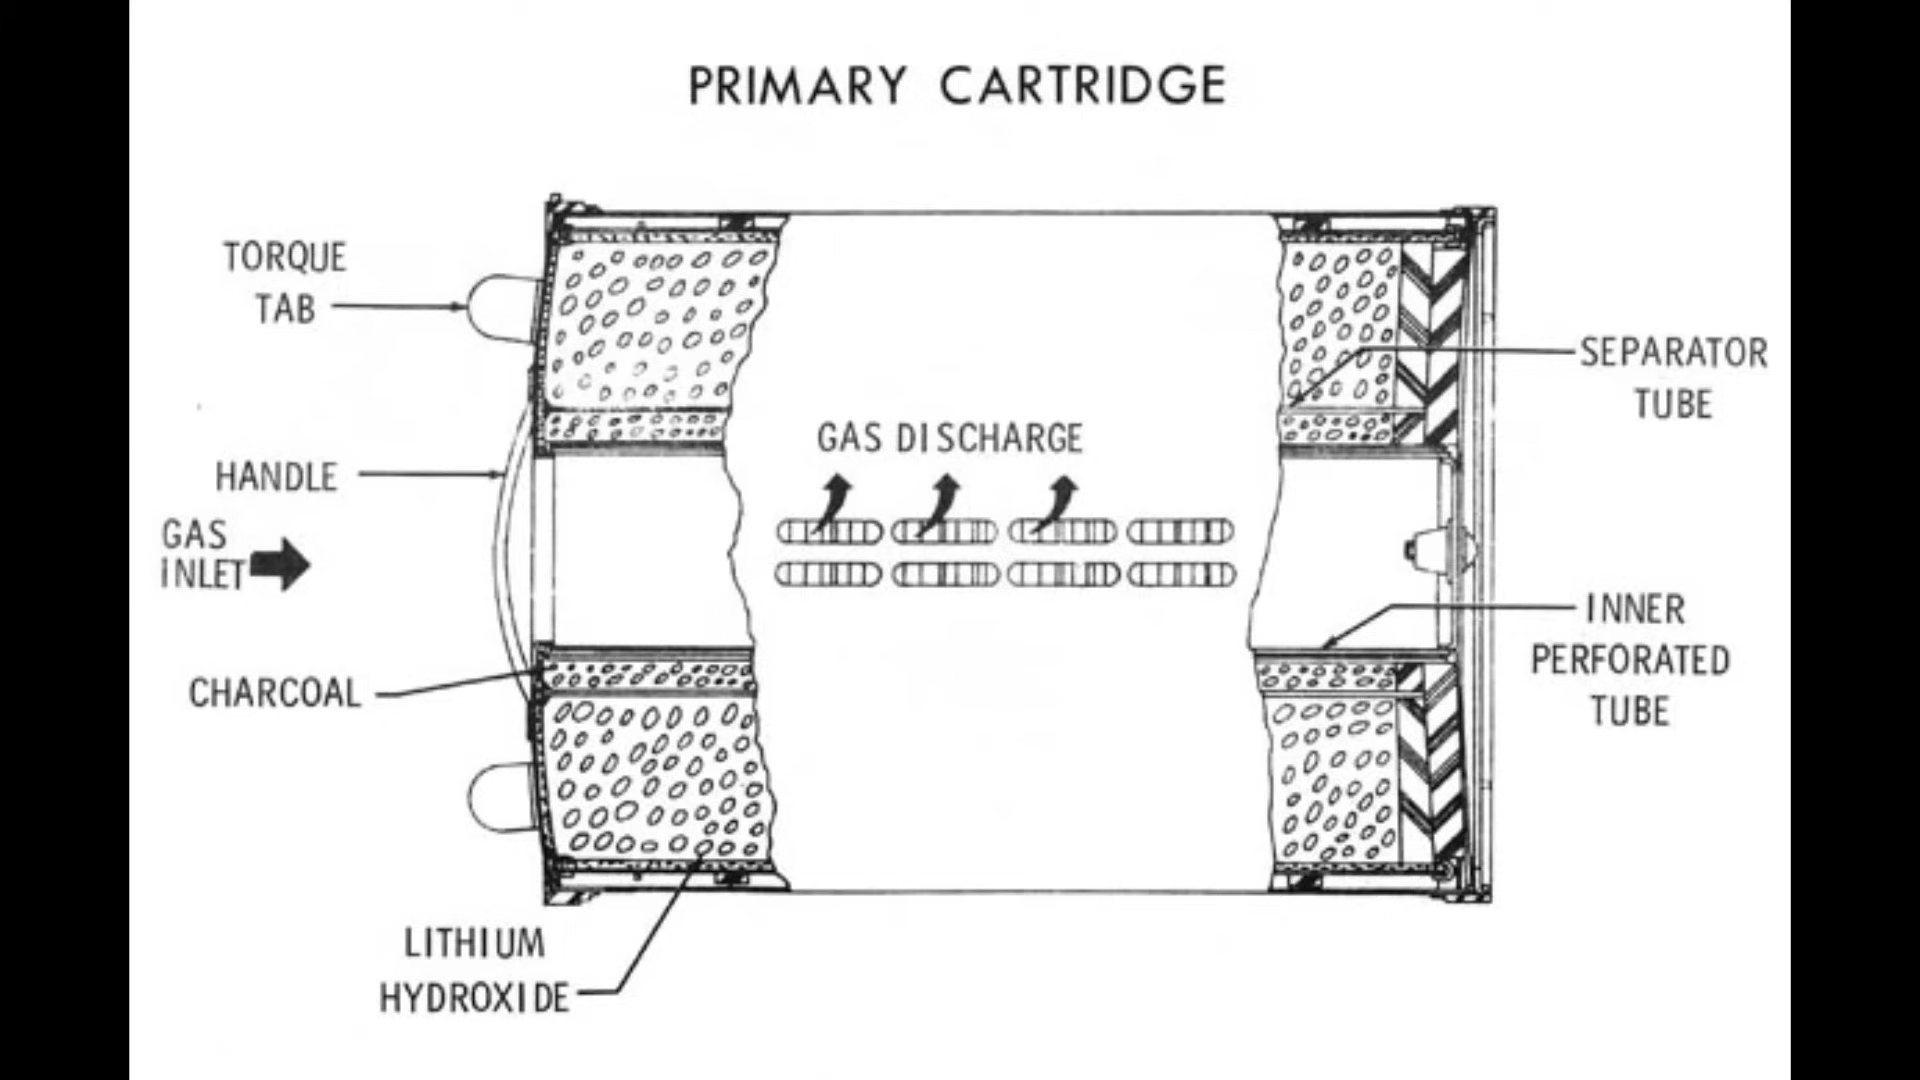 PRIMARY CARTRIDGE
TORQUE
TAB
SEPARATOR
TUBE
GAS DISCHARGE
HANDLE
GAS
INLET
INNER
PERFORATED
TUBE
CHARCOAL
LITHIUM
HYDROXIDE